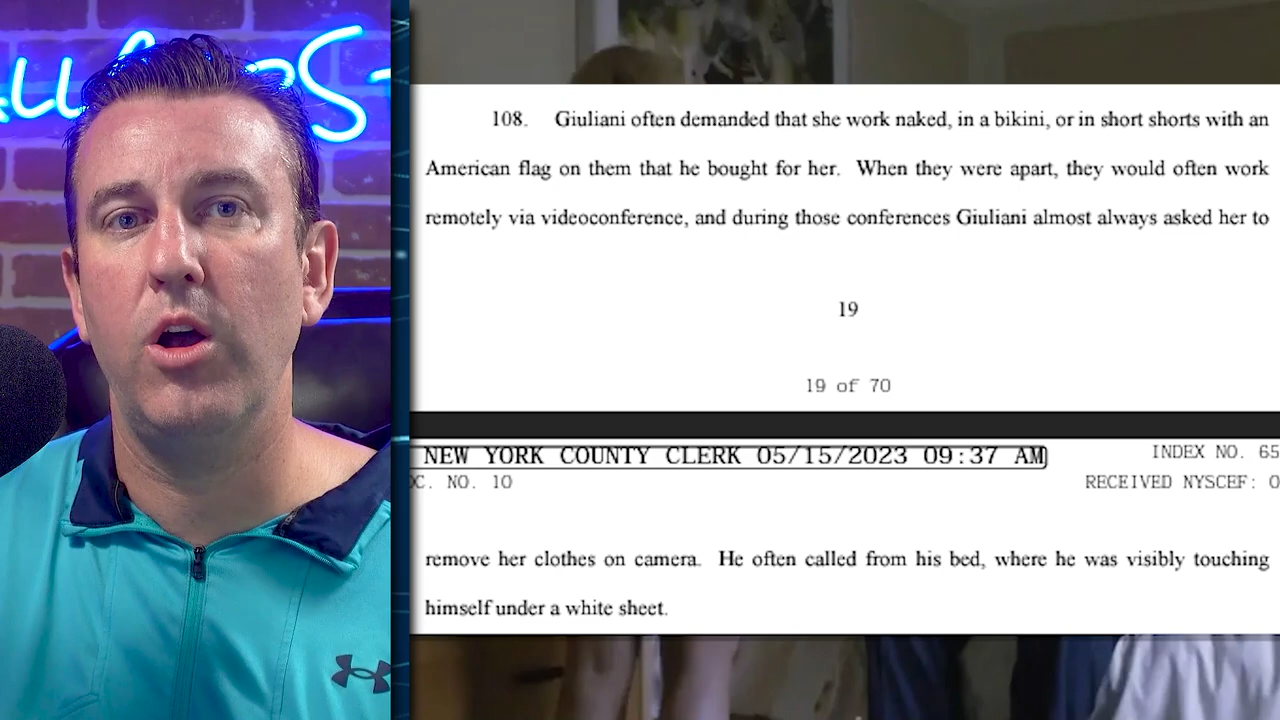 108. Giuliani often demanded that she work naked, in a bikini, or in short shorts with an
American flag on them that he bought for her. When they were apart, they would often work
remotely via videoconference, and during those conferences Giuliani almost always asked her to
19
19 of 70
NEW YORK COUNTY CLERK 05/15/2023 09:37 AM
INDEX NO. 65
C. NO. 10
RECEIVED NYSCEF: 0
remove her clothes on camera. He often called from his bed, where he was visibly touching
himself under a white sheet.